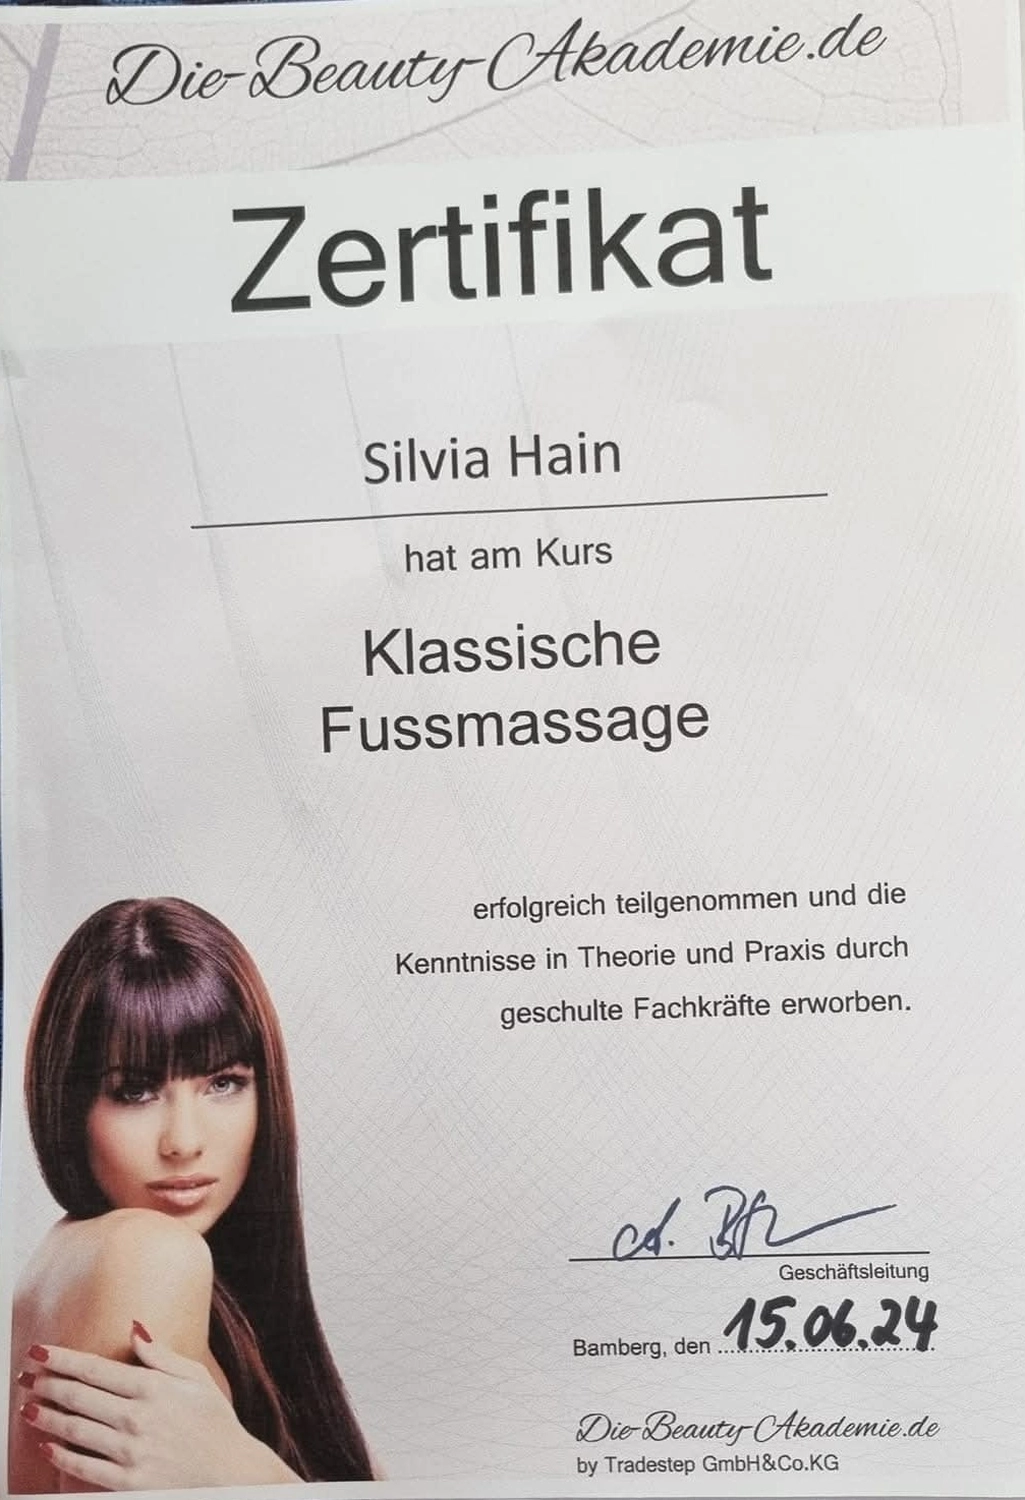 Die-Beauty-Akademie.de
Zertifikat
Silvia Hain
hat am Kurs
Klassische
Fussmassage
erfolgreich teilgenommen und die
Kenntnisse in Theorie und Praxis durch
geschulte Fachkräfte erworben.
Geschäftsleitung
Bamberg, den 15.06.24
Die-Beauty-Akademie.de
by Tradestep GmbH&Co.KG